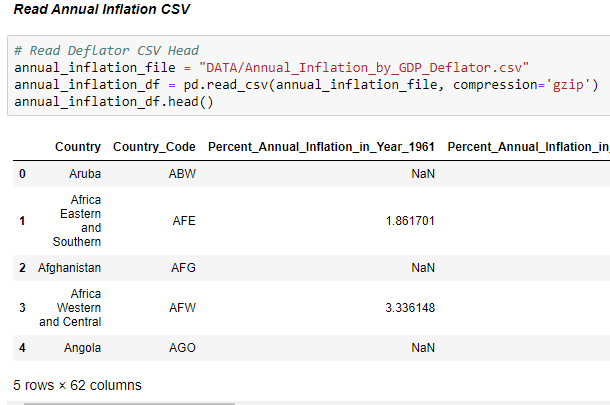 Read Annual Inflation CSV
# Read Deflator CSV Head
annual_inflation_file = "DATA/Annual_Inflation_by_GDP_Deflator.csv"
annual_inflation_df = pd.read_csv(annual_inflation_file, compression='gzip')
annual_inflation_df.head()
Country Country_Code Percent_Annual_Inflation_in_Year_1961 Percent_Annual_Inflation_in_
0 Aruba ABW NaN
Africa
Eastern
1 and AFE 1.861701
Southern
2 Afghanistan AFG NaN
Africa
3 Western AFW 3.336148
and Central
4 Angola AGO NaN
5 rows × 62 columns